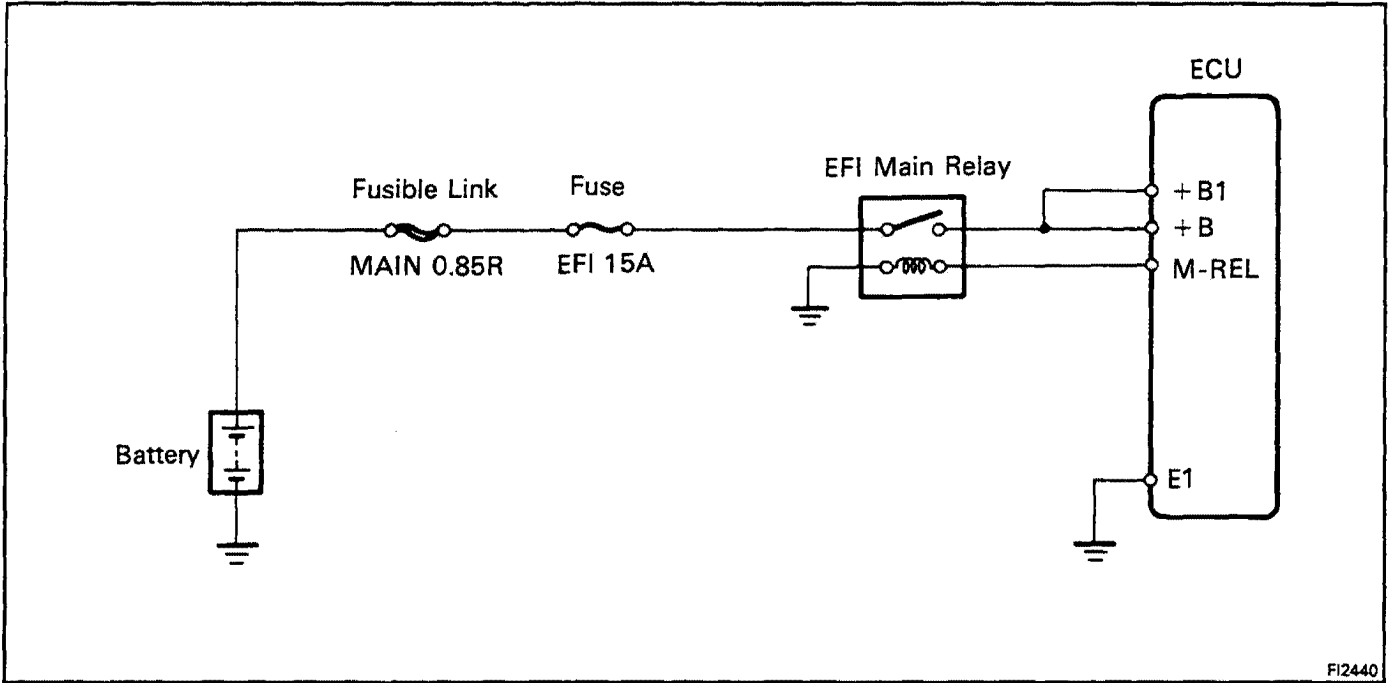 ECU
EFI Main Relay
Fusible Link
Fuse
+B1
+B
MAIN 0.85R
EFI 15A
M-REL
Battery
E1
FI2440